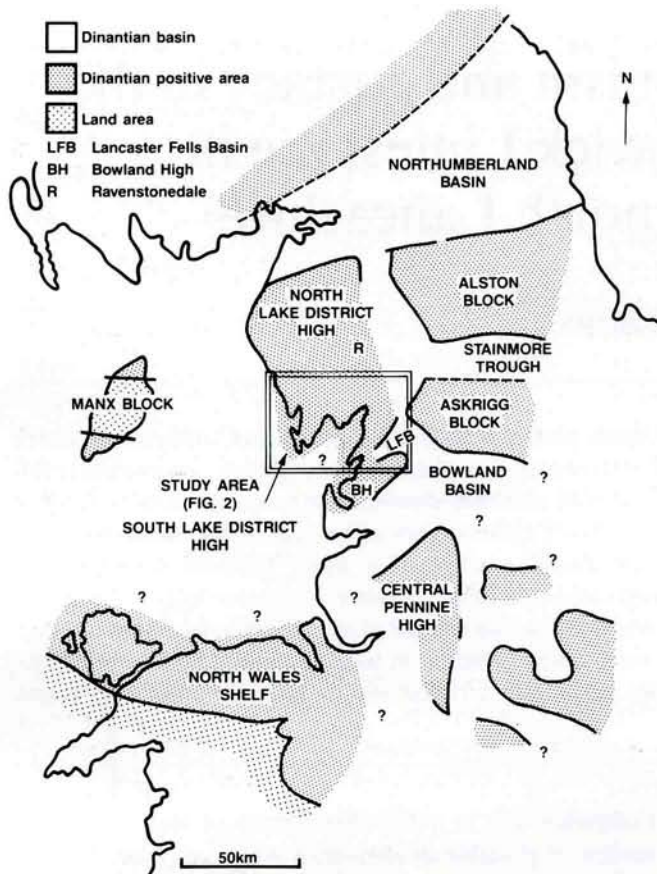 Dinantian basin
Dinantian positive area
Land area
LFB Lancaster Fells Basin
BH Bowland High
R Ravenstonedale
N
NORTHUMBERLAND
BASIN
ALSTON
BLOCK
NORTH
LAKE DISTRICT
HIGH
R
STAINMORE
TROUGH
MANX BLOCK
ASKRIGG
BLOCK
LFB
?
BOWLAND
BASIN
?
STUDY AREA
(FIG. 2)
BH
SOUTH LAKE DISTRICT
HIGH
?
?
?
?
?
CENTRAL
PENNINE
HIGH
NORTH WALES
SHELF
?
?
50km